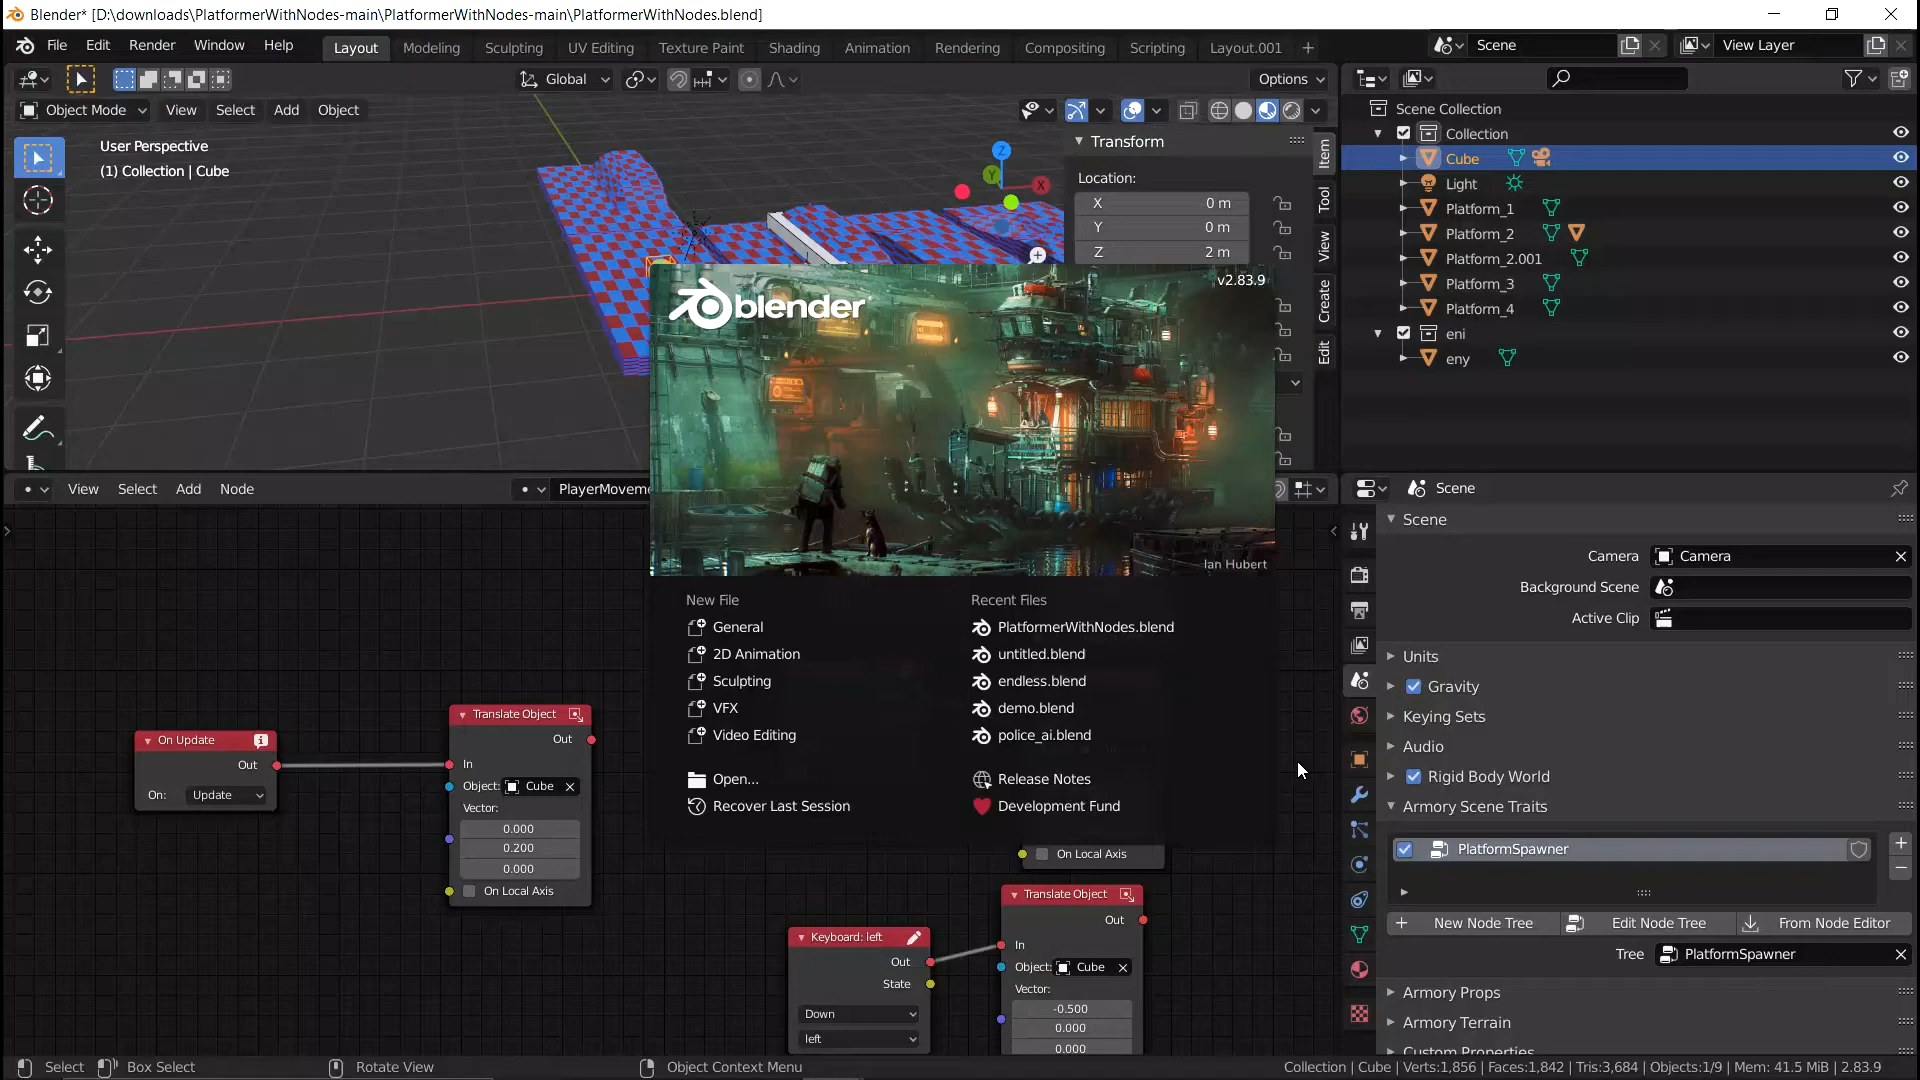 Blender* [D:\downloads\PlatformerWithNodes-main\PlatformerWithNodes-main\PlatformerWithNodes.blend]
File Edit Render Window Help Layout Modeling Sculpting UV Editing Texture Paint Shading Animation Rendering Compositing Scripting Layout.001 + Scene View Layer
Global Options
Object Mode View Select Add Object
User Perspective
(1) Collection | Cube
Transform
Location:
X 0 m
Y 0 m
Z 2 m
Z
Y
X
Item
Tool
View
Create
Edit
Scene Collection
Collection
Cube
Light
Platform_1
Platform_2
Platform_2.001
Platform_3
Platform_4
eni
eny
blender
v2.83.9
Ian Hubert
New File
General
2D Animation
Sculpting
VFX
Video Editing
Open...
Recover Last Session
Recent Files
PlatformerWithNodes.blend
untitled.blend
endless.blend
demo.blend
police_ai.blend
Release Notes
Development Fund
View Select Add Node PlayerMoveme
On Update
Out
On: Update
Translate Object
Out
In
Object: Cube
Vector:
0.000
0.200
0.000
On Local Axis
On Local Axis
Keyboard: left
Out
State
Down
left
Translate Object
Out
In
Object: Cube
Vector:
-0.500
0.000
0.000
Scene
Scene
Camera Camera
Background Scene
Active Clip
Units
Gravity
Keying Sets
Audio
Rigid Body World
Armory Scene Traits
PlatformSpawner
New Node Tree Edit Node Tree From Node Editor
Tree PlatformSpawner
Armory Props
Armory Terrain
Custom Properties
Select Box Select Rotate View Object Context Menu Collection | Cube | Verts:1,856 | Faces:1,842 | Tris:3,684 | Objects:1/9 | Mem: 41.5 MiB | 2.83.9